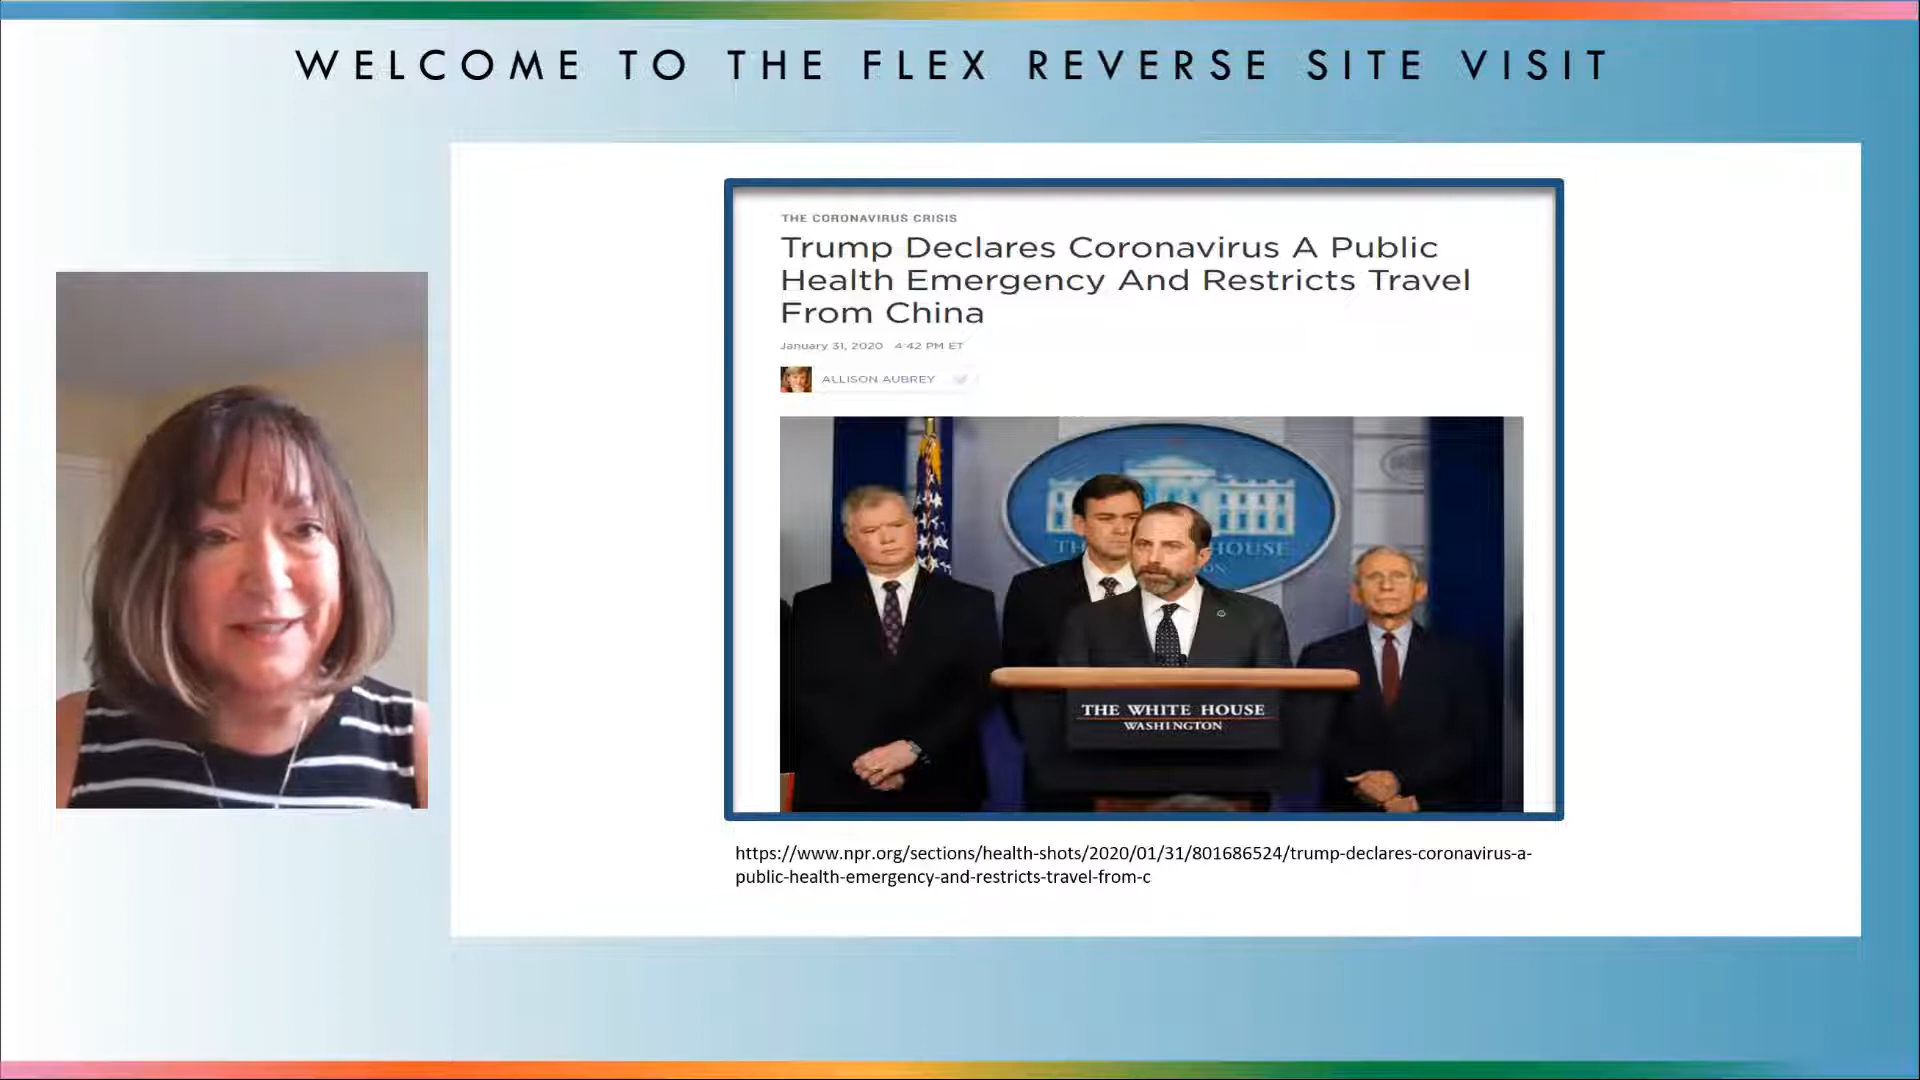 WELCOME TO THE FLEX REVERSE SITE VISIT
THE CORONAVIRUS CRISIS
Trump Declares Coronavirus A Public
Health Emergency And Restricts Travel
From China
January 31, 2020 4:42 PM ET
ALLISON AUBREY
HOUSE
THE WHITE HOUSE
WASHINGTON
https://www.npr.org/sections/health-shots/2020/01/31/801686524/trump-declares-coronavirus-a-
public-health-emergency-and-restricts-travel-from-c